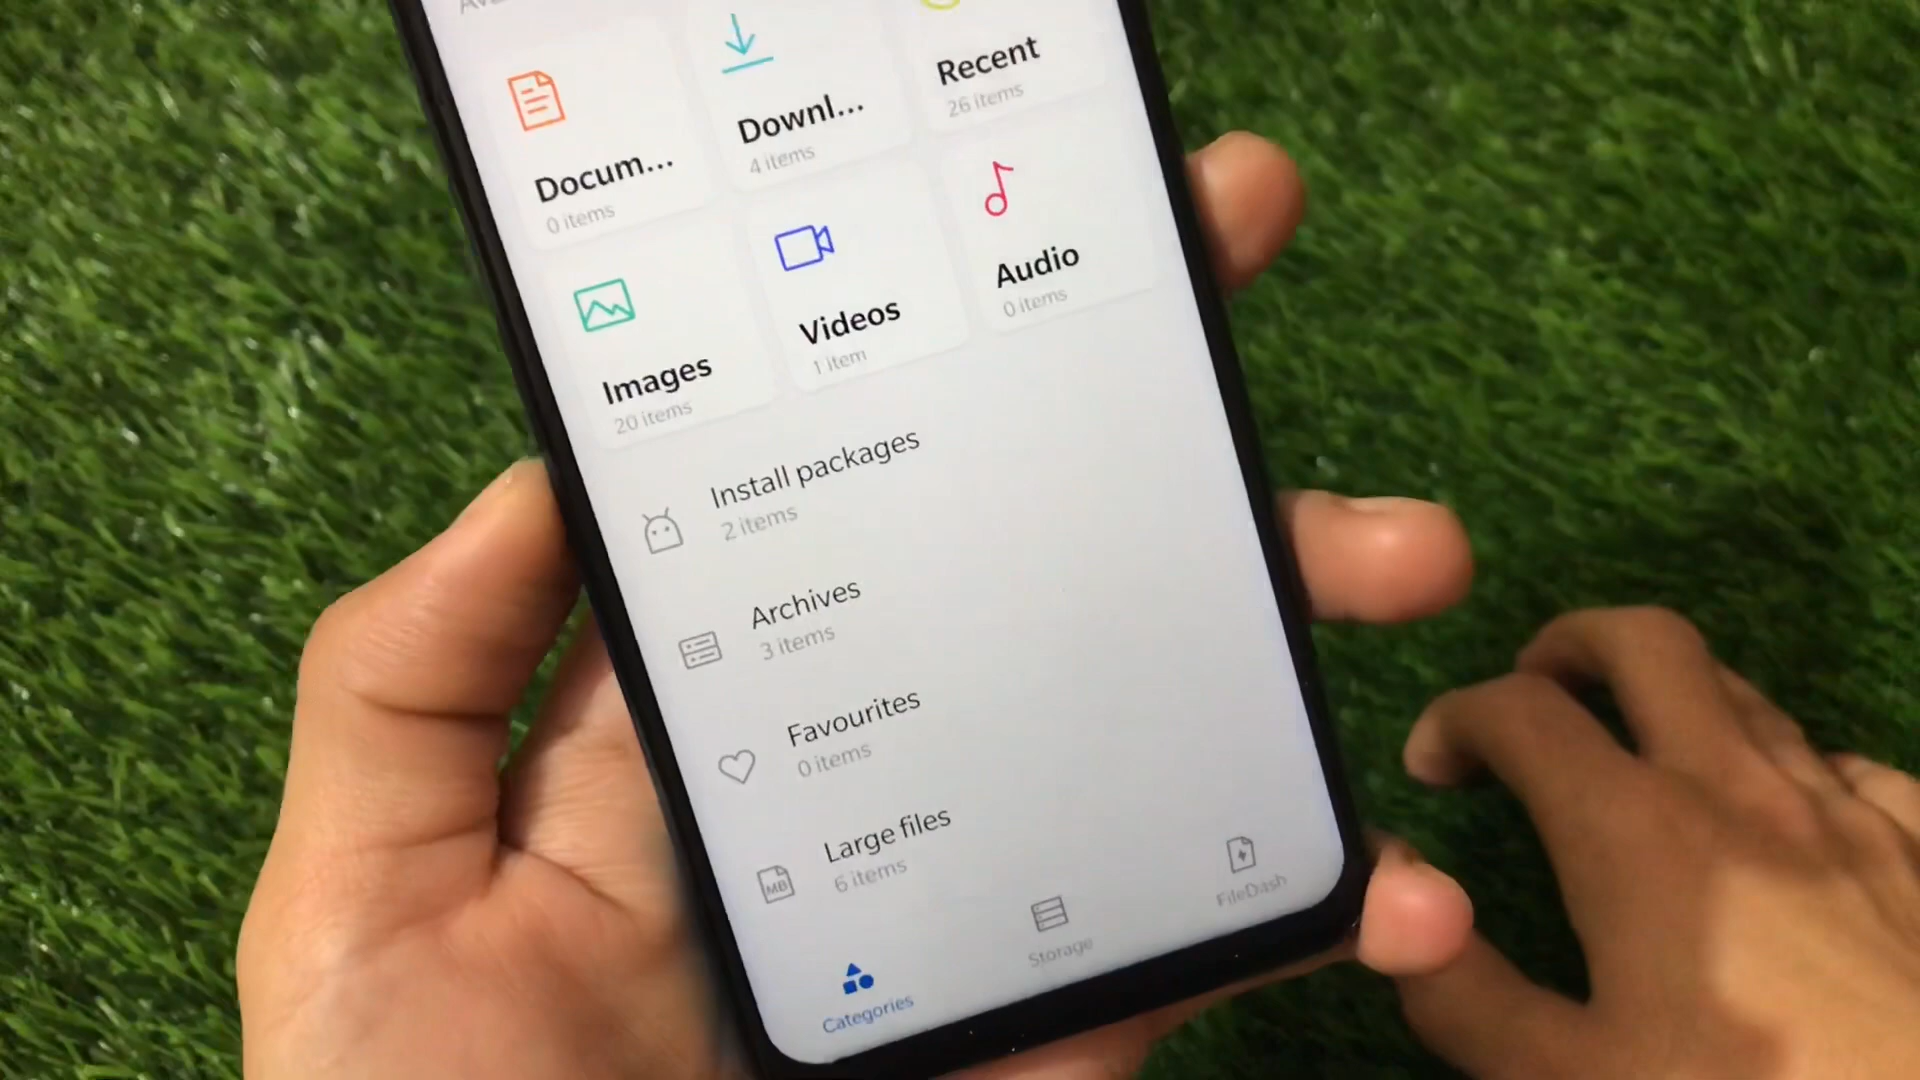 Docum...
0 items
Downl...
4 items
Recent
26 items
Images
20 items
Videos
1 item
Audio
0 items
Install packages
2 items
Archives
3 items
Favourites
0 items
MB
Large files
6 items
Categories
Storage
FileDash